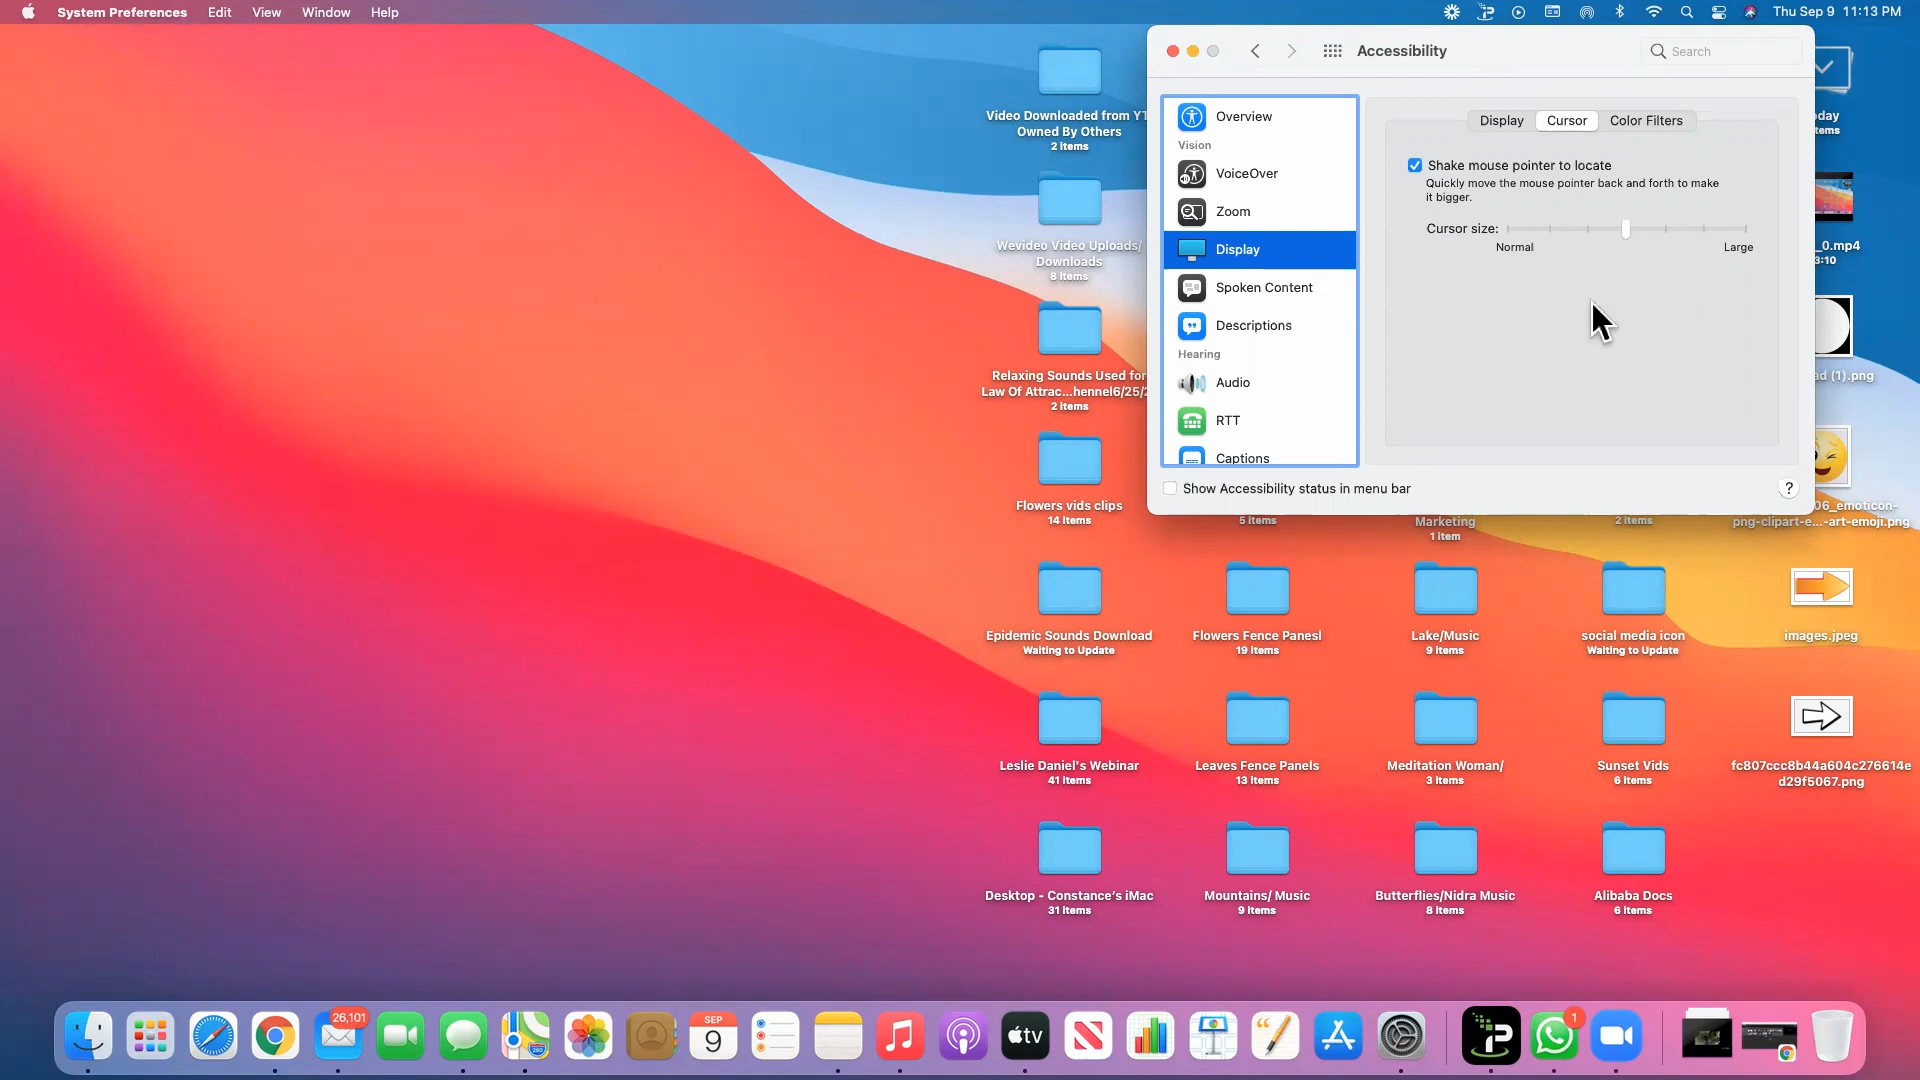 System Preferences Edit View Window Help
Thu Sep 9 11:13 PM
Accessibility
Search
Overview
Vision
VoiceOver
Zoom
Display
Spoken Content
Descriptions
Hearing
Audio
RTT
Captions
Display Cursor Color Filters
Shake mouse pointer to locate
Quickly move the mouse pointer back and forth to make
it bigger.
Cursor size:
Normal Large
Show Accessibility status in menu bar
?
Video Downloaded from YT
Owned By Others
2 items
Wevideo Video Uploads/
Downloads
8 items
Relaxing Sounds Used for
Law Of Attrac...hennel6/25/2
2 items
Flowers vids clips
14 items
Epidemic Sounds Download
Waiting to Update
Leslie Daniel's Webinar
41 items
Desktop - Constance's iMac
31 items
5 items
Flowers Fence Panesl
19 items
Leaves Fence Panels
13 items
Mountains/ Music
9 items
Marketing
1 item
Lake/Music
9 items
Meditation Woman/
3 items
Butterflies/Nidra Music
8 items
2 items
social media icon
Waiting to Update
Sunset Vids
6 items
Alibaba Docs
6 items
oday
tems
_0.mp4
3:10
ad (1).png
06_emoticon-
png-clipart-e...-art-emoji.png
images.jpeg
fc807ccc8b44a604c276614e
d29f5067.png
26,101
280
SEP
9
tv
1